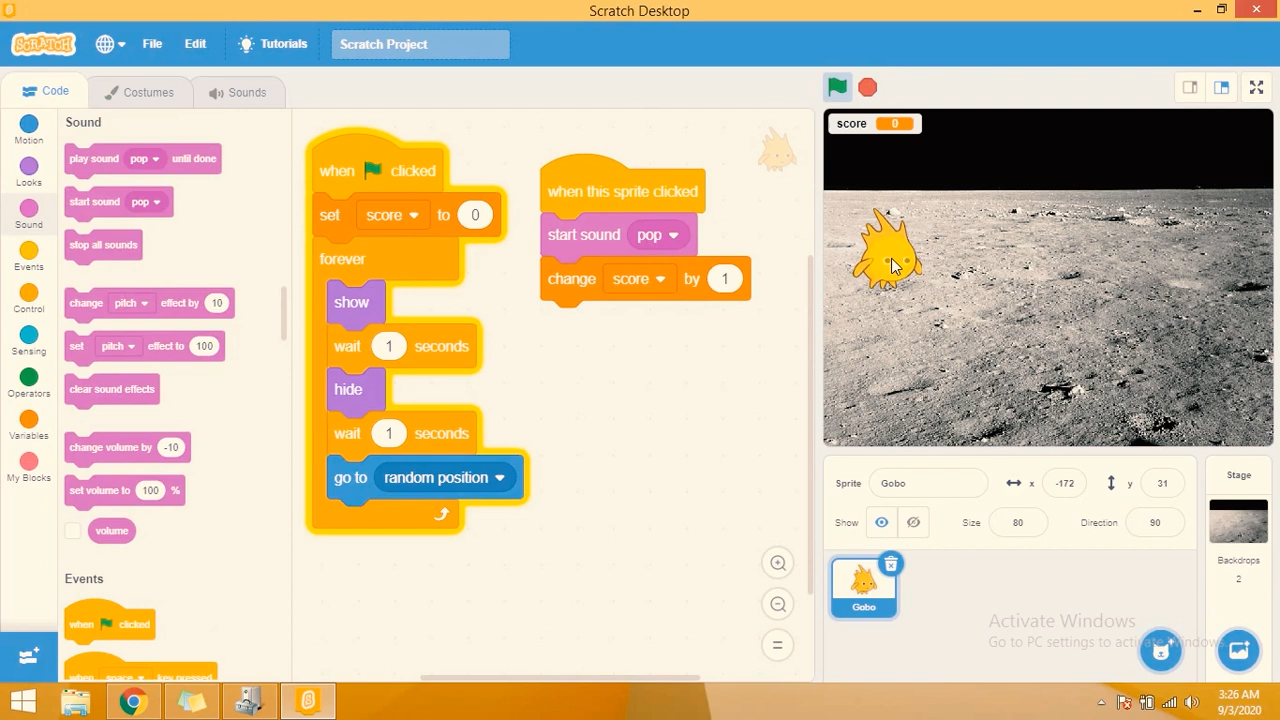 Scratch Desktop
SCRATCH
File
Edit
Tutorials
Scratch Project
Code
Costumes
Sounds
Motion
Looks
Sound
Events
Control
Sensing
Operators
Variables
My Blocks
Sound
play sound pop until done
start sound pop
stop all sounds
change pitch effect by 10
set pitch effect to 100
clear sound effects
change volume by -10
set volume to 100 %
volume
Events
when clicked
when space key pressed
when clicked
set score to 0
forever
show
wait 1 seconds
hide
wait 1 seconds
go to random position
when this sprite clicked
start sound pop
change score by 1
score 0
Sprite Gobo x -172 y 31
Show Size 80 Direction 90
Gobo
Stage
Backdrops
2
Activate Windows
Go to PC settings to activate Windows.
3:26 AM
9/3/2020